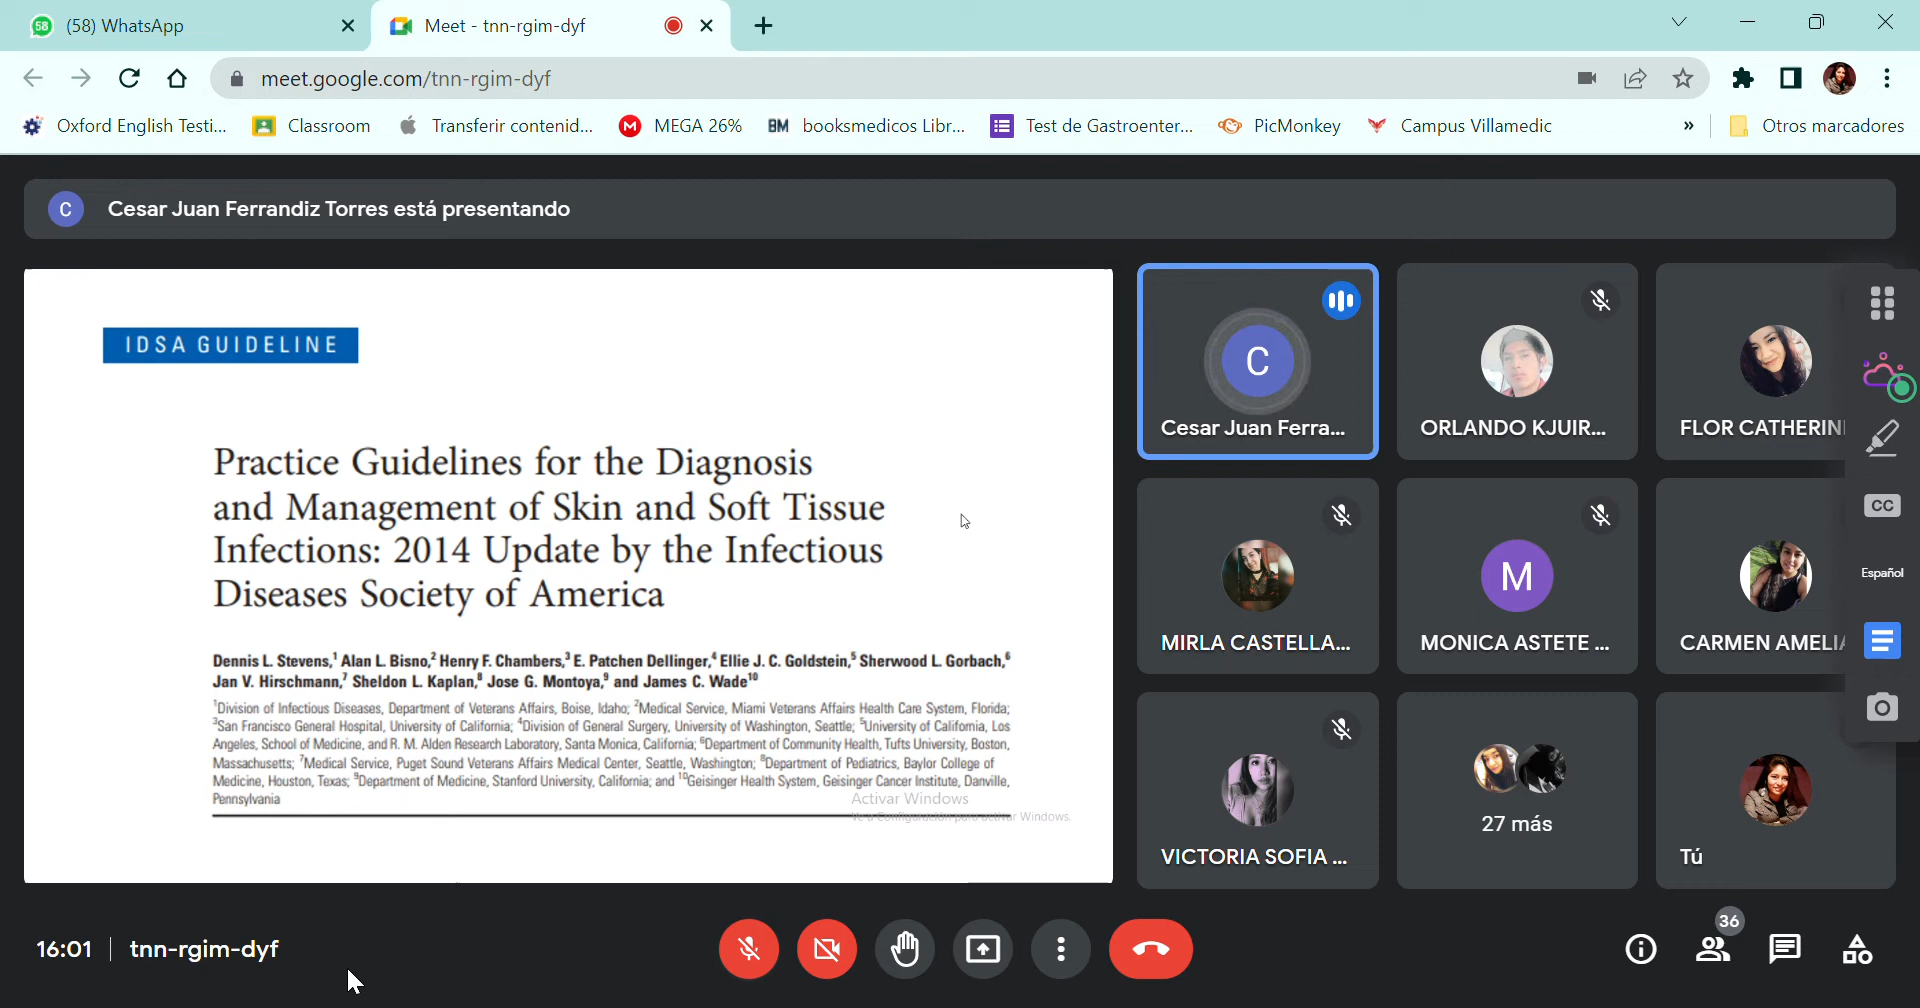 58
(58) WhatsApp
Meet - tnn-rgim-dyf
meet.google.com/tnn-rgim-dyf
Oxford English Testi...
Classroom
Transferir contenid...
MEGA 26%
BM booksmedicos Libr...
Test de Gastroenter...
PicMonkey
Campus Villamedic
»
Otros marcadores
C
Cesar Juan Ferrandiz Torres está presentando
IDSA GUIDELINE
Practice Guidelines for the Diagnosis
and Management of Skin and Soft Tissue
Infections: 2014 Update by the Infectious
Diseases Society of America
Dennis L. Stevens,¹ Alan L. Bisno,² Henry F. Chambers,³ E. Patchen Dellinger,⁴ Ellie J. C. Goldstein,⁵ Sherwood L. Gorbach,⁶
Jan V. Hirschmann,⁷ Sheldon L. Kaplan,⁸ Jose G. Montoya,⁹ and James C. Wade¹⁰
¹Division of Infectious Diseases, Department of Veterans Affairs, Boise, Idaho; ²Medical Service, Miami Veterans Affairs Health Care System, Florida;
³San Francisco General Hospital, University of California; ⁴Division of General Surgery, University of Washington, Seattle; ⁵University of California, Los
Angeles, School of Medicine, and R. M. Alden Research Laboratory, Santa Monica, California; ⁶Department of Community Health, Tufts University, Boston,
Massachusetts; ⁷Medical Service, Puget Sound Veterans Affairs Medical Center, Seattle, Washington; ⁸Department of Pediatrics, Baylor College of
Medicine, Houston, Texas; ⁹Department of Medicine, Stanford University, California; and ¹⁰Geisinger Health System, Geisinger Cancer Institute, Danville,
Pennsylvania
Activar Windows
Ve a Configuración para activar Windows.
C
Cesar Juan Ferra...
ORLANDO KJUIR...
FLOR CATHERIN
MIRLA CASTELLA...
M
MONICA ASTETE ...
CARMEN AMELIA
VICTORIA SOFIA ...
27 más
Tú
CC
Español
16:01
tnn-rgim-dyf
36